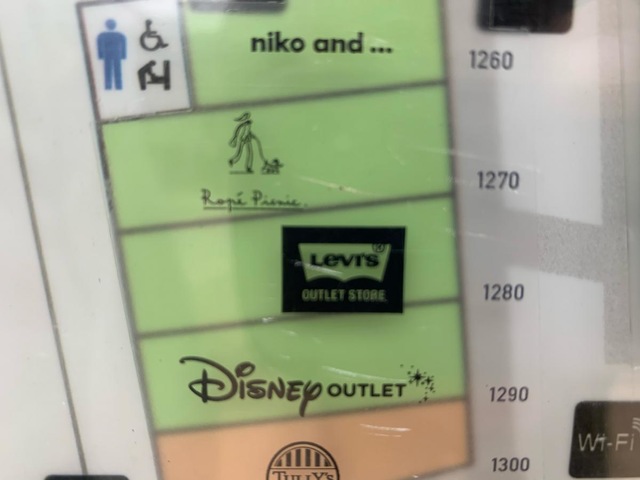 niko and ...
1260
Ropé Picnic.
1270
LEVI'S®
OUTLET STORE
1280
DISNEY OUTLET
1290
TULLY'S
1300
Wi-Fi